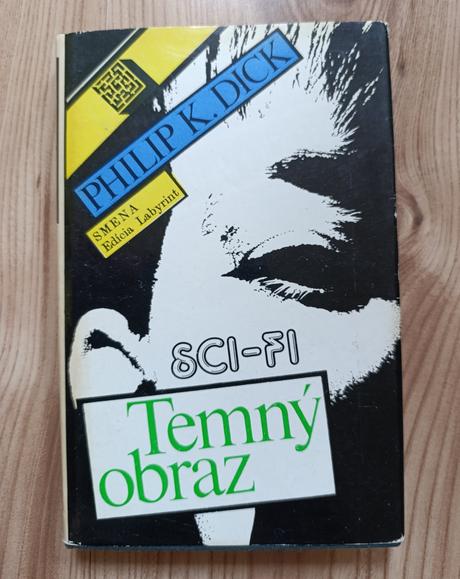 PHILIP K. DICK
SMENA
Edícia Labyrint
SCI-FI
Temný
obraz